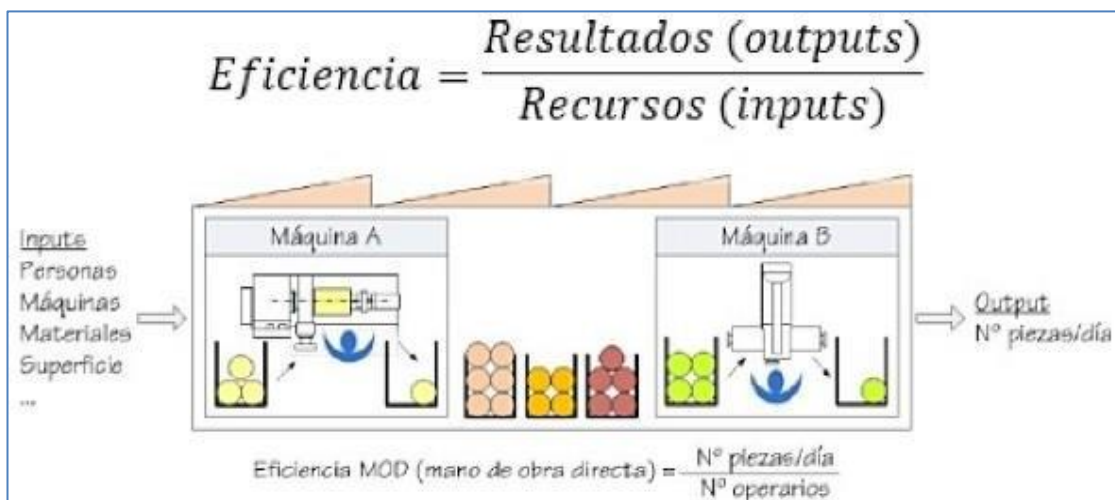 Eficiencia = Resultados (outputs) / Recursos (inputs)
Inputs
Personas
Máquinas
Materiales
Superficie
...
Máquina A
Máquina B
Output
Nº piezas/día
Eficiencia MOD (mano de obra directa) = Nº piezas/día / Nº operarios